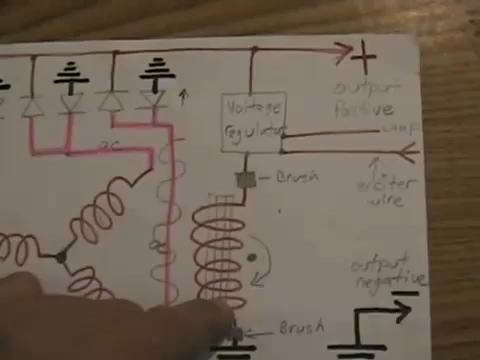 +
output
Positive
Voltage
regulator
Lamp
ac
Brush
exciter
wire
output
negative
Brush